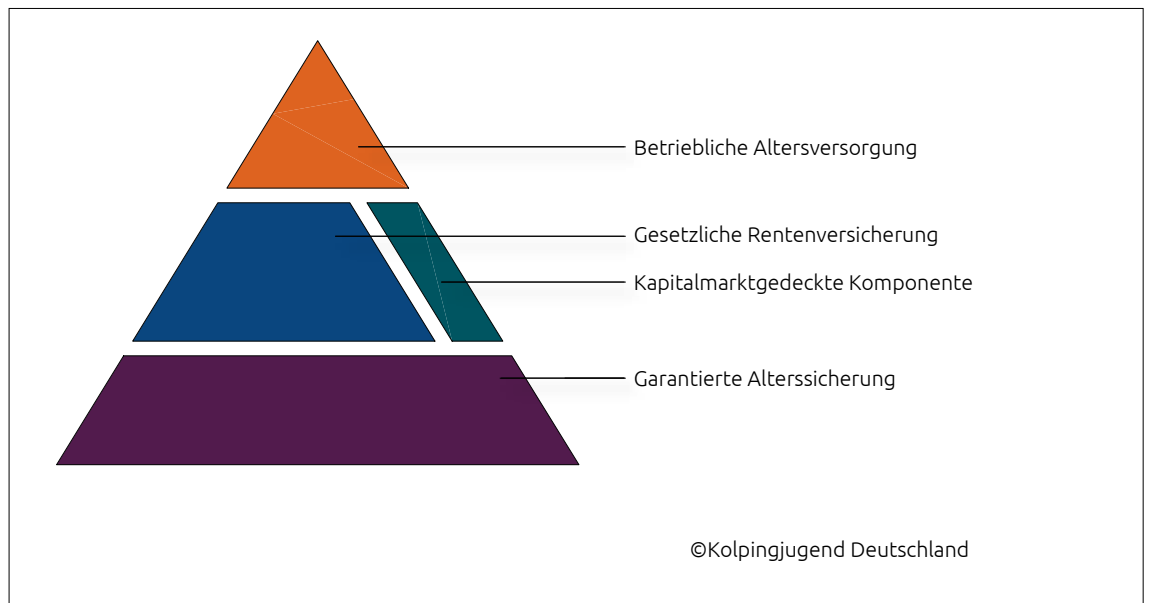 Betriebliche Altersversorgung
Gesetzliche Rentenversicherung
Kapitalmarktgedeckte Komponente
Garantierte Alterssicherung
©Kolpingjugend Deutschland